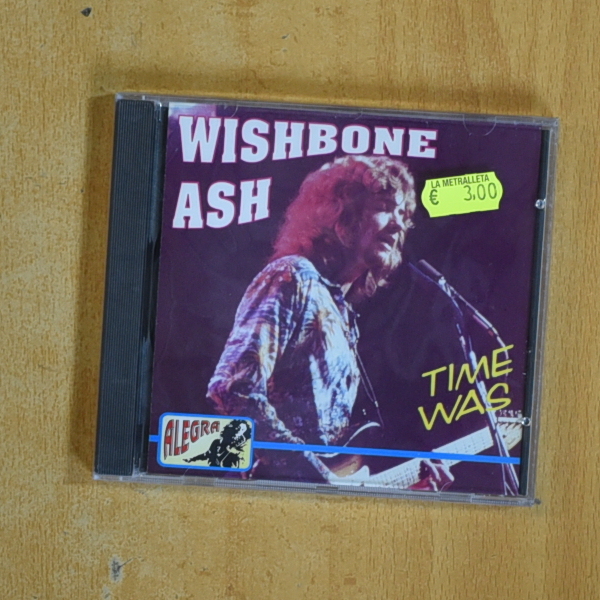 WISHBONE
ASH
LA METRALLETA
€ 3.00
TIME
WAS
ALEGRA